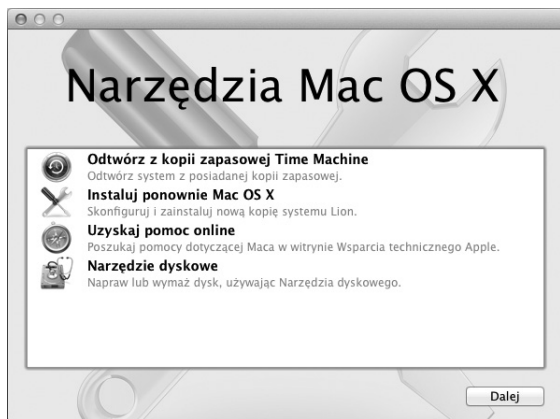 Narzędzia Mac OS X
Odtwórz z kopii zapasowej Time Machine
Odtwórz system z posiadanej kopii zapasowej.
Instaluj ponownie Mac OS X
Skonfiguruj i zainstaluj nową kopię systemu Lion.
Uzyskaj pomoc online
Poszukaj pomocy dotyczącej Maca w witrynie Wsparcia technicznego Apple.
Narzędzie dyskowe
Napraw lub wymaż dysk, używając Narzędzia dyskowego.
Dalej